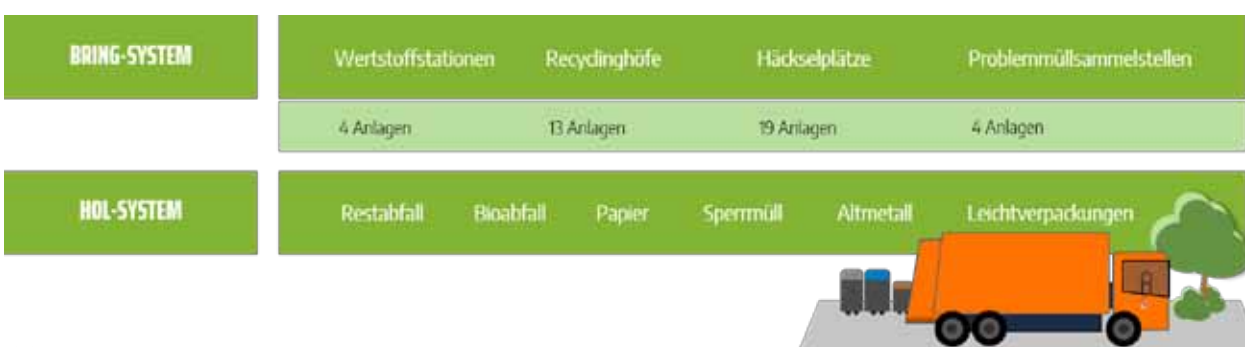 BRING-SYSTEM
Wertstoffstationen Recyclinghöfe Häckselplätze Problemmüllsammelstellen
4 Anlagen 13 Anlagen 19 Anlagen 4 Anlagen
HOL-SYSTEM
Restabfall Bioabfall Papier Sperrmüll Altmetall Leichtverpackungen